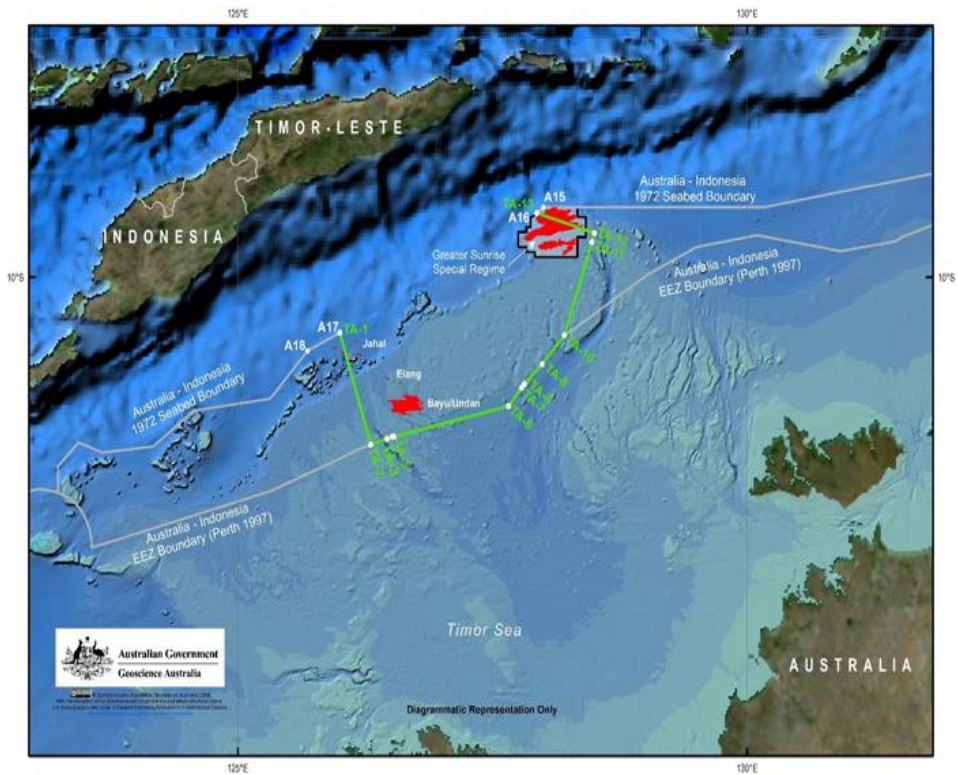 125°E
130°E
TIMOR-LESTE
INDONESIA
Australia - Indonesia
1972 Seabed Boundary
TA-13
A15
A16
TA-12
TA-11
Greater Sunrise
Special Regime
Australia - Indonesia
EEZ Boundary (Perth 1997)
10°S
10°S
A17
TA-1
A18
Jahal
TA-10
Elang
Bayu/Undan
Australia - Indonesia
1972 Seabed Boundary
TA-6
Australia - Indonesia
EEZ Boundary (Perth 1997)
Timor Sea
AUSTRALIA
Australian Government
Geoscience Australia
Diagrammatic Representation Only
125°E
130°E